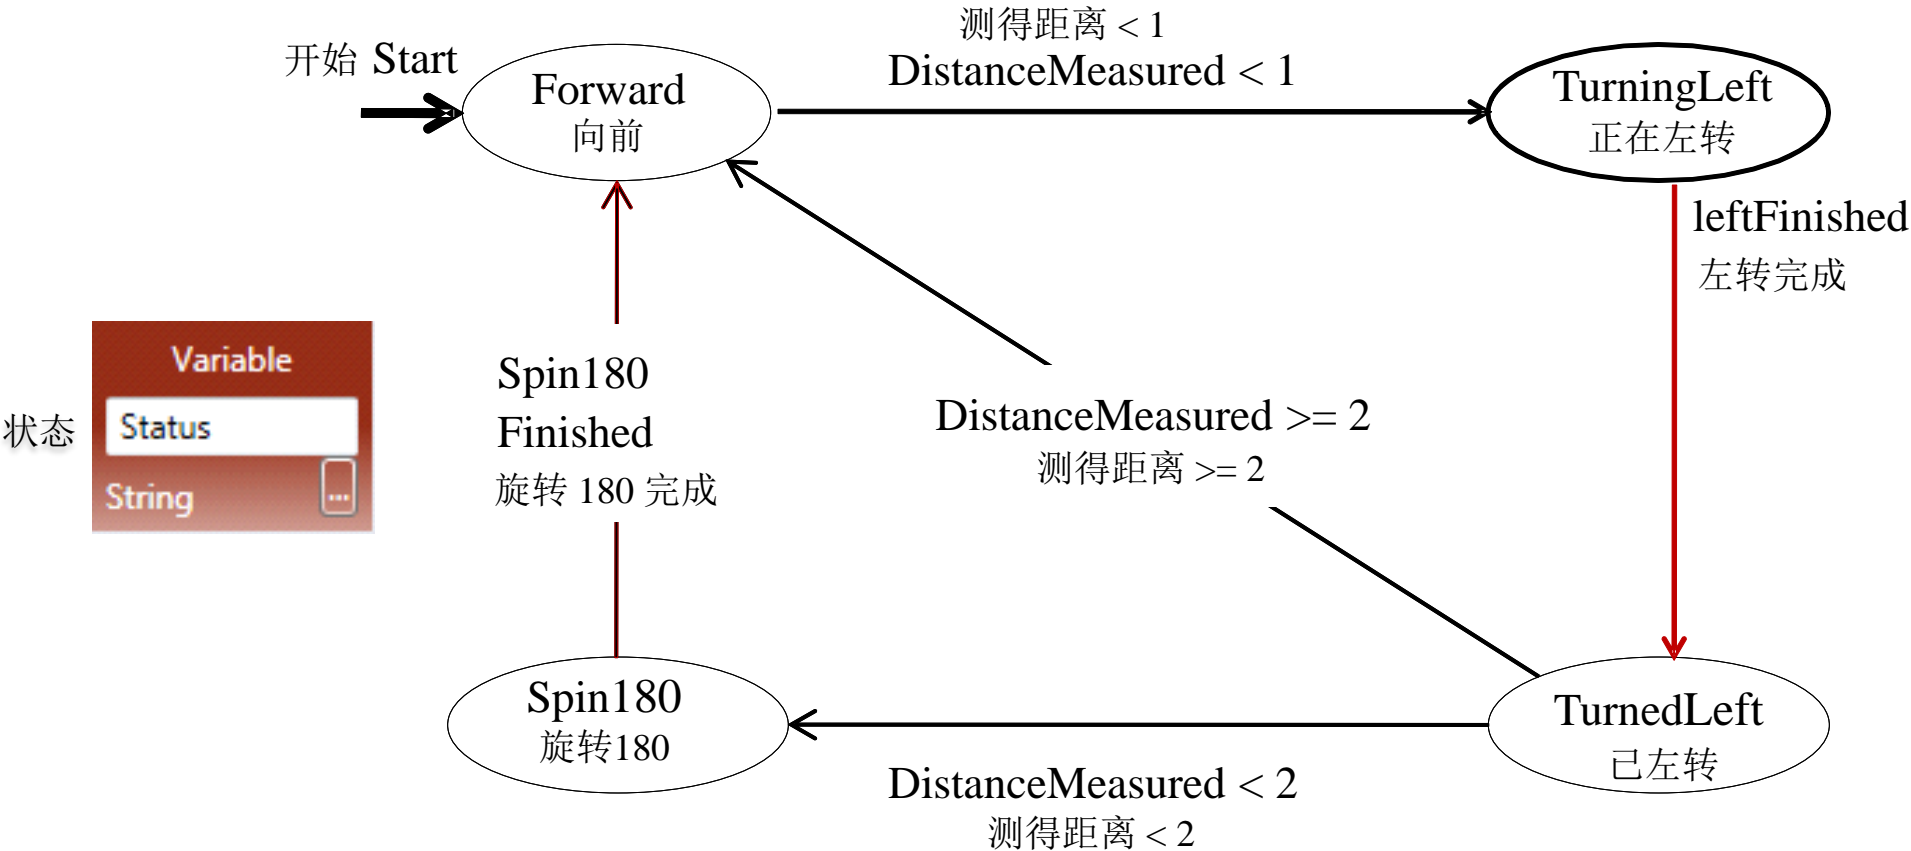 测得距离 < 1
开始 Start
DistanceMeasured < 1
Forward
向前
TurningLeft
正在左转
leftFinished
左转完成
Variable
Status
String
...
状态
Spin180
Finished
旋转 180 完成
DistanceMeasured >= 2
测得距离 >= 2
Spin180
旋转180
TurnedLeft
已左转
DistanceMeasured < 2
测得距离 < 2